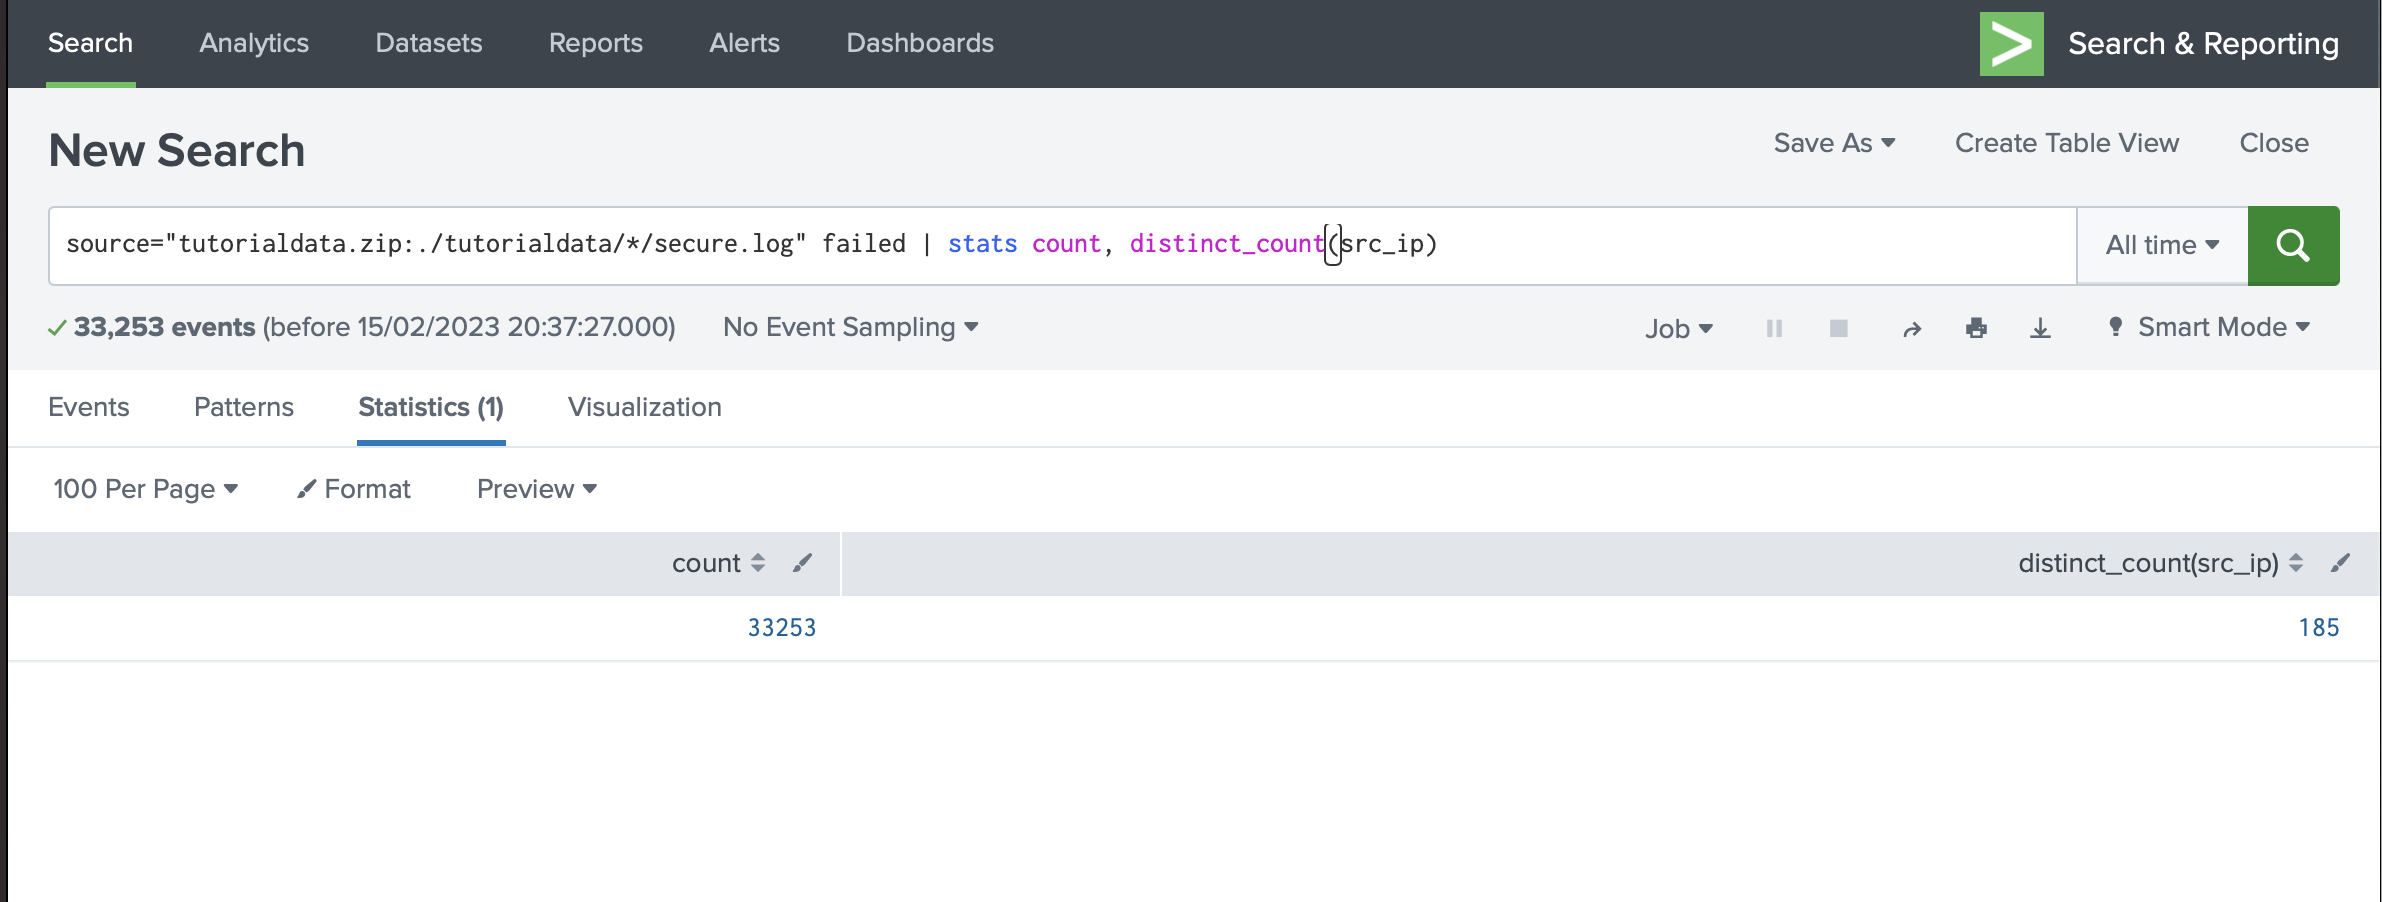 Search Analytics Datasets Reports Alerts Dashboards Search & Reporting
New Search Save As Create Table View Close
source="tutorialdata.zip:./tutorialdata/*/secure.log" failed | stats count, distinct_count(src_ip) All time
33,253 events (before 15/02/2023 20:37:27.000) No Event Sampling Job Smart Mode
Events Patterns Statistics (1) Visualization
100 Per Page Format Preview
count distinct_count(src_ip)
33253 185